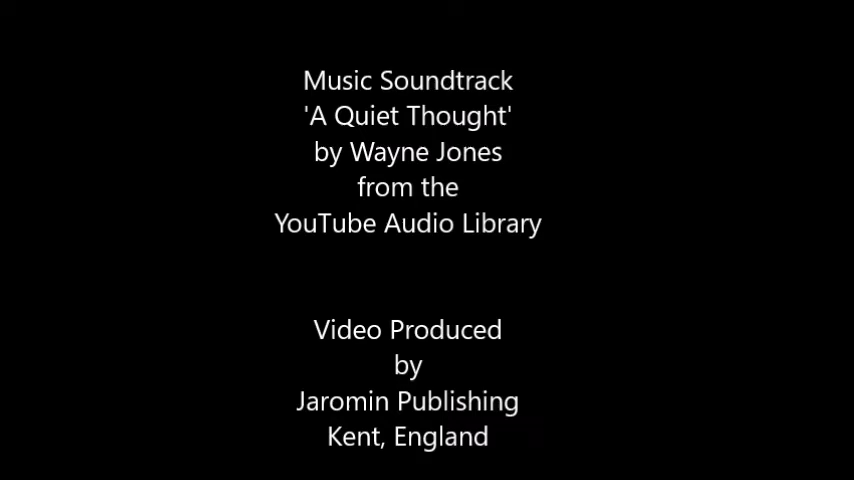 Music Soundtrack
'A Quiet Thought'
by Wayne Jones
from the
YouTube Audio Library
Video Produced
by
Jaromin Publishing
Kent, England